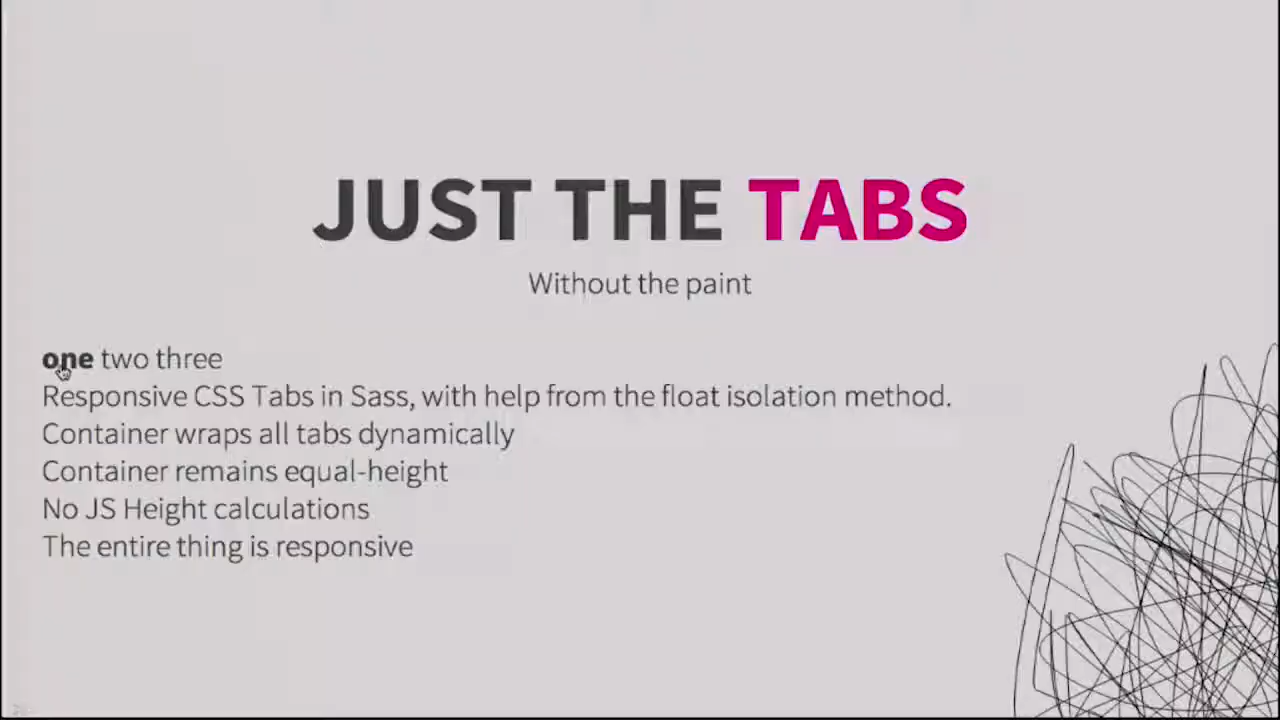 JUST THE TABS
Without the paint
one two three
Responsive CSS Tabs in Sass, with help from the float isolation method.
Container wraps all tabs dynamically
Container remains equal-height
No JS Height calculations
The entire thing is responsive